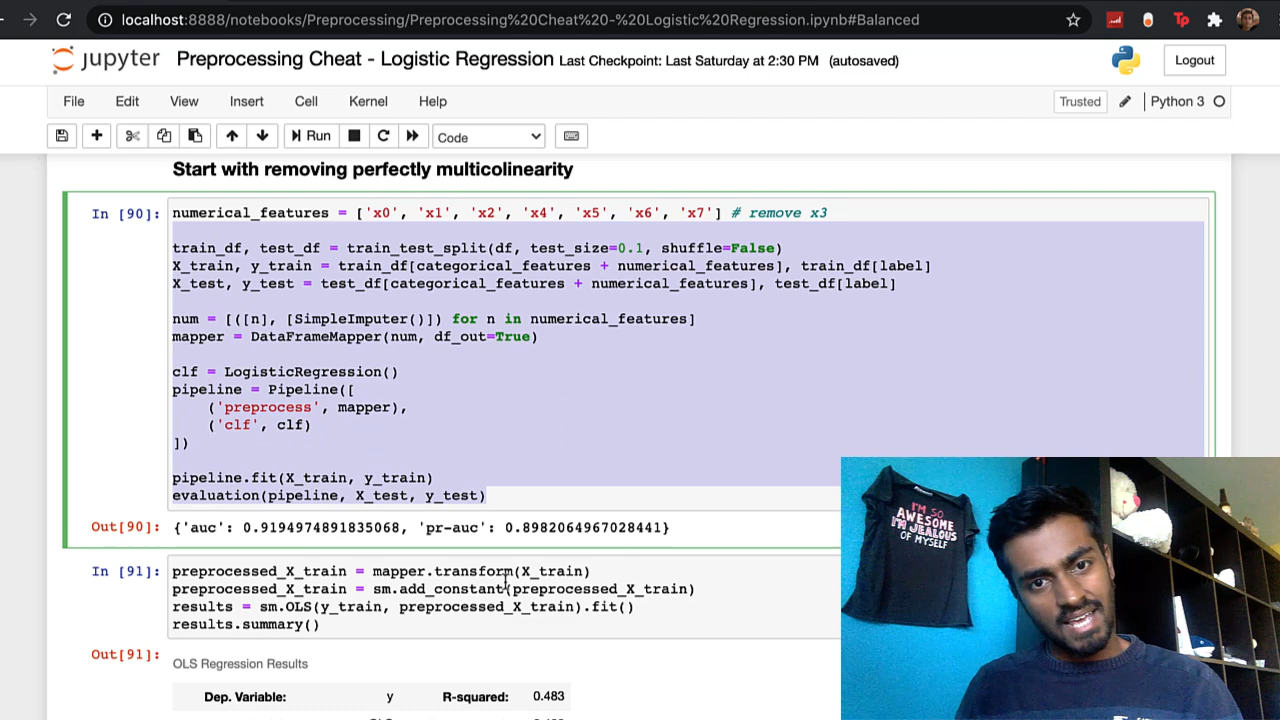 localhost:8888/notebooks/Preprocessing/Preprocessing%20Cheat%20-%20Logistic%20Regression.ipynb#Balanced
Tp
jupyter Preprocessing Cheat - Logistic Regression Last Checkpoint: Last Saturday at 2:30 PM (autosaved)
Logout
File Edit View Insert Cell Kernel Help
Trusted Python 3
Run Code
Start with removing perfectly multicolinearity
In [90]: numerical_features = ['x0', 'x1', 'x2', 'x4', 'x5', 'x6', 'x7'] # remove x3
train_df, test_df = train_test_split(df, test_size=0.1, shuffle=False)
X_train, y_train = train_df[categorical_features + numerical_features], train_df[label]
X_test, y_test = test_df[categorical_features + numerical_features], test_df[label]
num = [([n], [SimpleImputer()]) for n in numerical_features]
mapper = DataFrameMapper(num, df_out=True)
clf = LogisticRegression()
pipeline = Pipeline([
('preprocess', mapper),
('clf', clf)
])
pipeline.fit(X_train, y_train)
evaluation(pipeline, X_test, y_test)
Out[90]: {'auc': 0.9194974891835068, 'pr-auc': 0.8982064967028441}
In [91]: preprocessed_X_train = mapper.transform(X_train)
preprocessed_X_train = sm.add_constant(preprocessed_X_train)
results = sm.OLS(y_train, preprocessed_X_train).fit()
results.summary()
Out[91]:
OLS Regression Results
Dep. Variable: y R-squared: 0.483
I'M SO
AWESOME
I'M JEALOUS
OF MYSELF